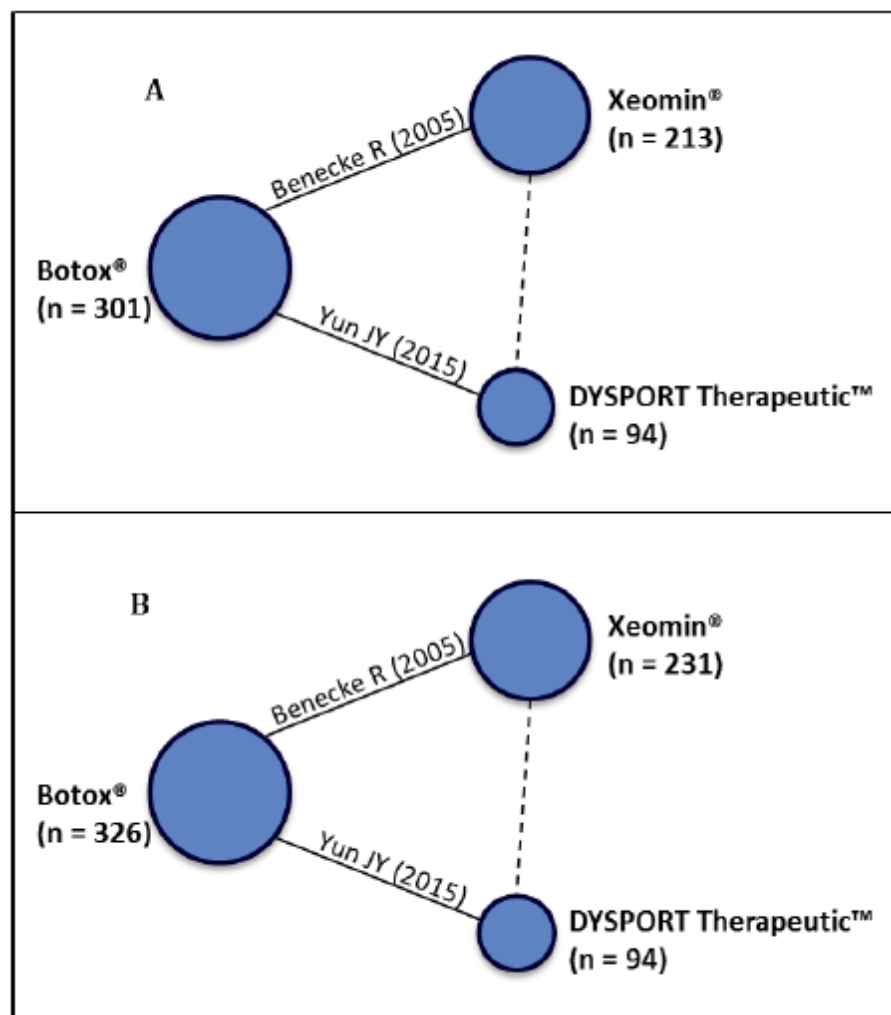 A
Xeomin®
(n = 213)
Benecke R (2005)
Botox®
(n = 301)
Yun JY (2015)
DYSPORT Therapeutic™
(n = 94)
B
Xeomin®
(n = 231)
Benecke R (2005)
Botox®
(n = 326)
Yun JY (2015)
DYSPORT Therapeutic™
(n = 94)